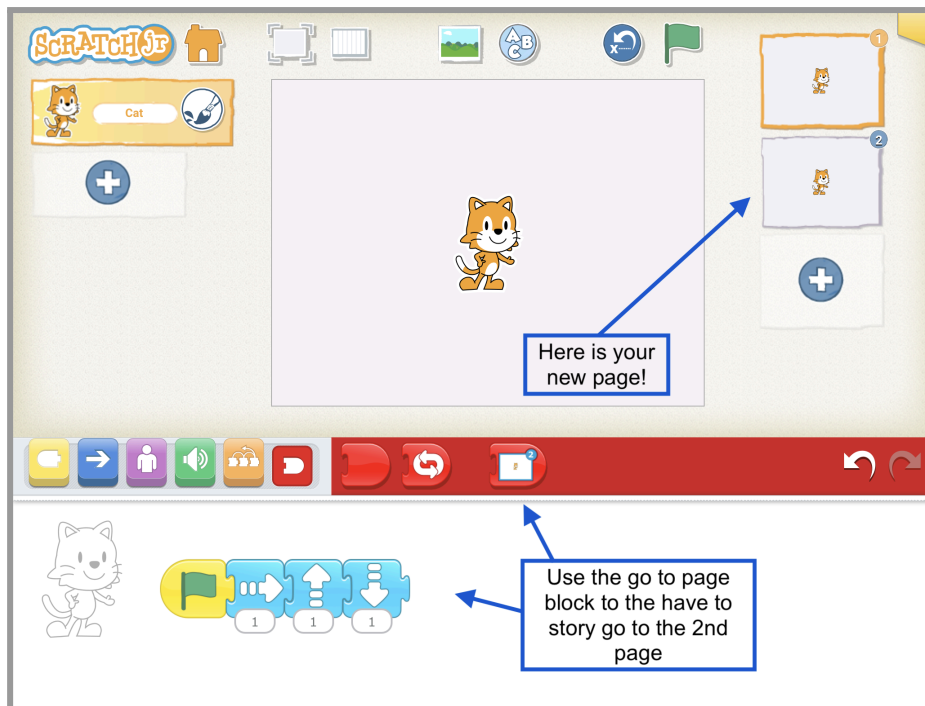 SCRATCH Jr
A B C
x
1
Cat
2
Here is your
new page!
2
Use the go to page
block to the have to
story go to the 2nd
page
1 1 1